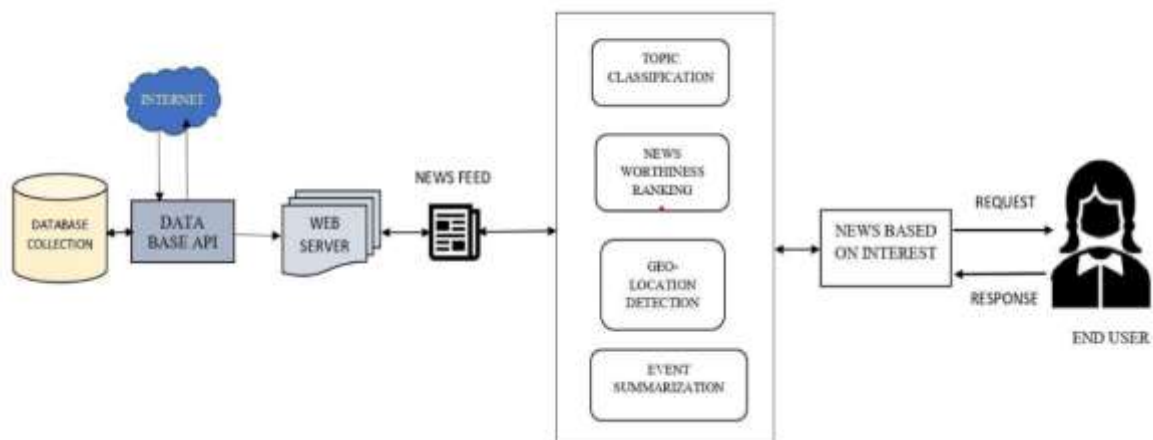 INTERNET
DATABASE
COLLECTION
DATA
BASE API
WEB
SERVER
NEWS FEED
TOPIC
CLASSIFICATION
NEWS
WORTHINESS
RANKING
GEO-
LOCATION
DETECTION
EVENT
SUMMARIZATION
NEWS BASED
ON INTEREST
REQUEST
RESPONSE
END USER